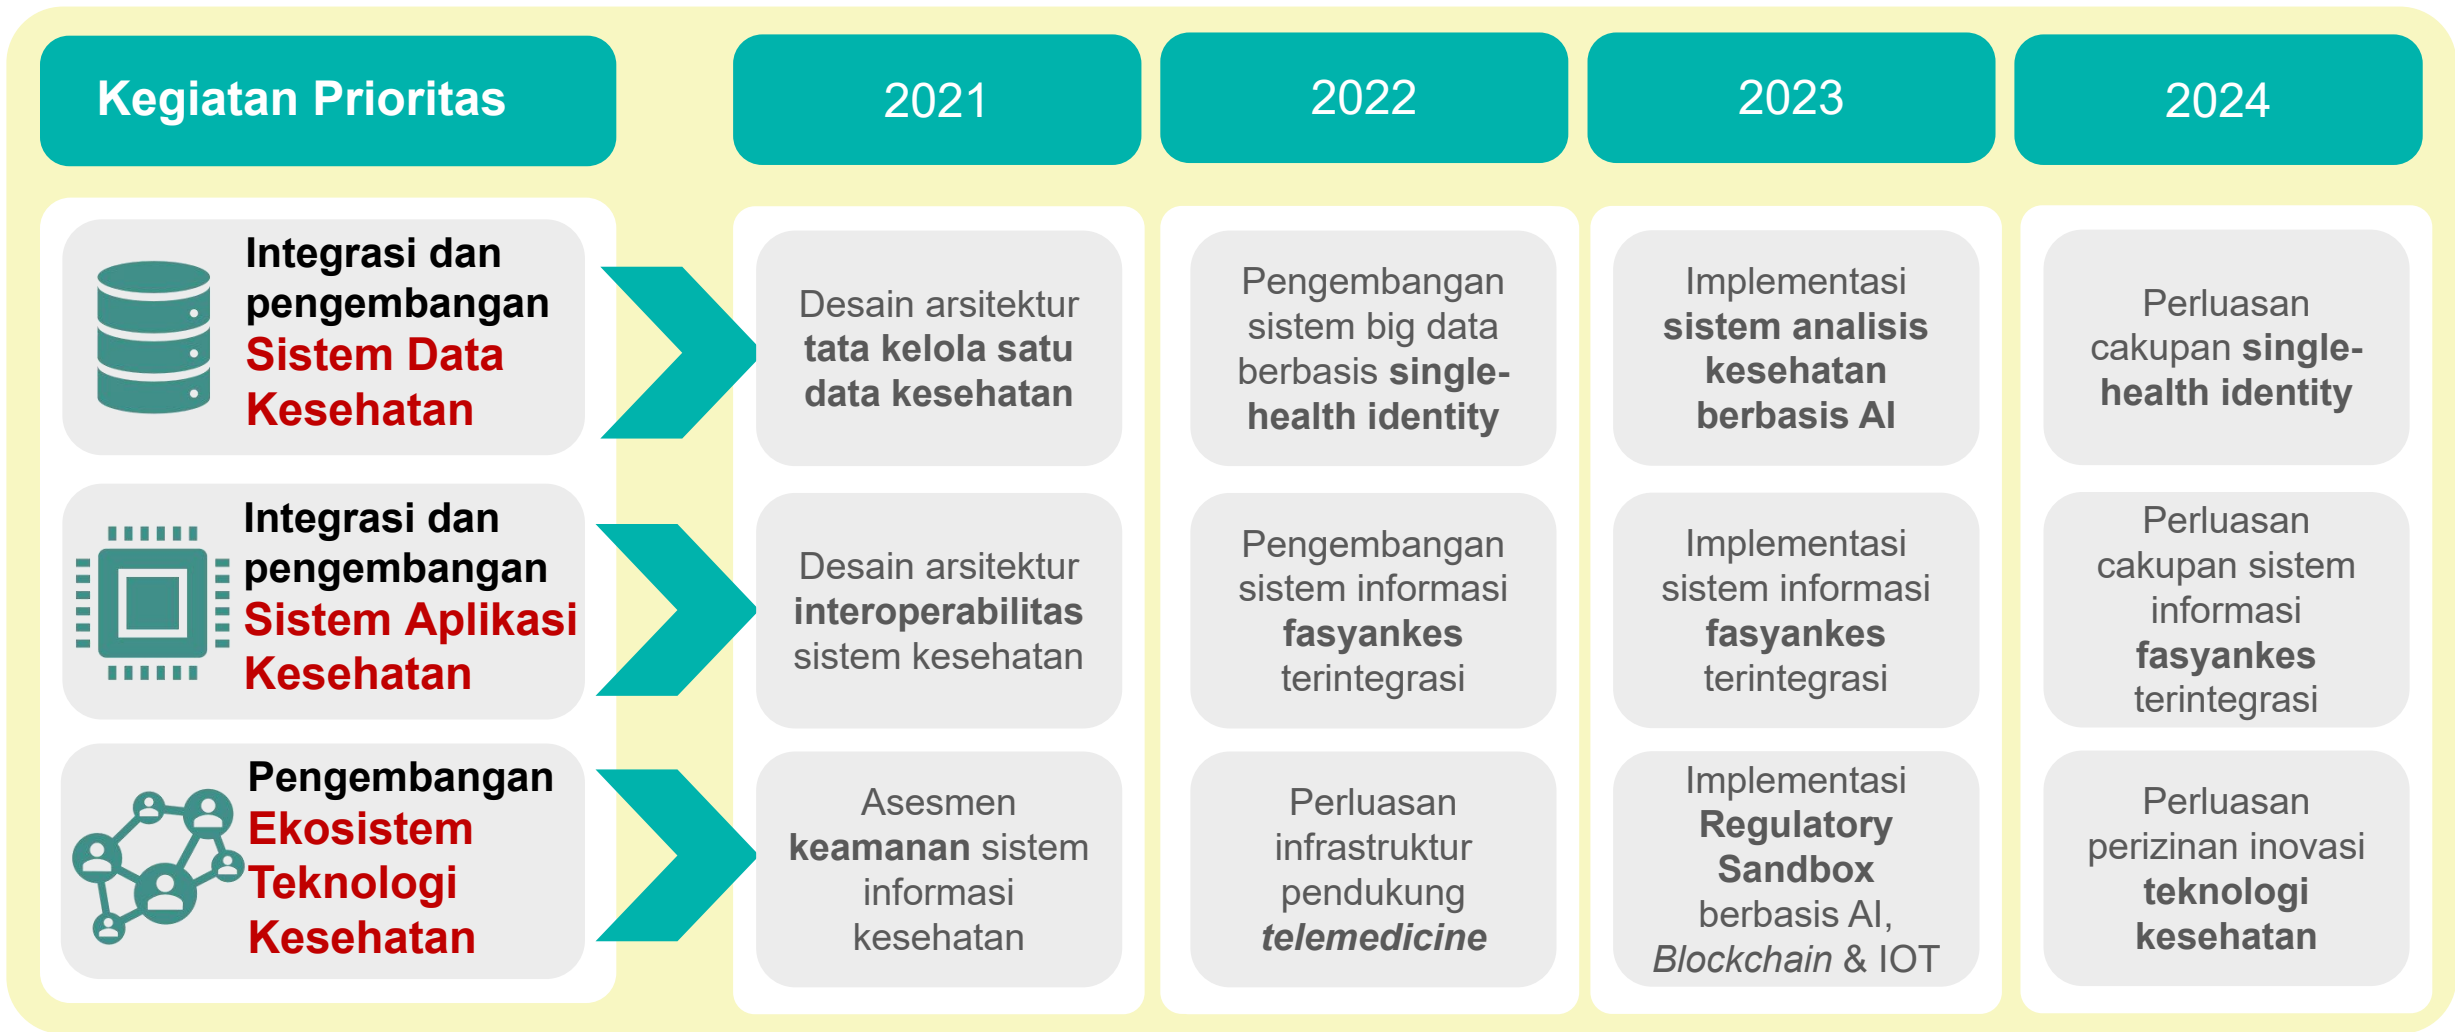 Kegiatan Prioritas
2021
2022
2023
2024
Integrasi dan
pengembangan
Sistem Data
Kesehatan
Desain arsitektur
tata kelola satu
data kesehatan
Pengembangan
sistem big data
berbasis single-
health identity
Implementasi
sistem analisis
kesehatan
berbasis AI
Perluasan
cakupan single-
health identity
Integrasi dan
pengembangan
Sistem Aplikasi
Kesehatan
Desain arsitektur
interoperabilitas
sistem kesehatan
Pengembangan
sistem informasi
fasyankes
terintegrasi
Implementasi
sistem informasi
fasyankes
terintegrasi
Perluasan
cakupan sistem
informasi
fasyankes
terintegrasi
Pengembangan
Ekosistem
Teknologi
Kesehatan
Asesmen
keamanan sistem
informasi
kesehatan
Perluasan
infrastruktur
pendukung
telemedicine
Implementasi
Regulatory
Sandbox
berbasis AI,
Blockchain & IOT
Perluasan
perizinan inovasi
teknologi
kesehatan